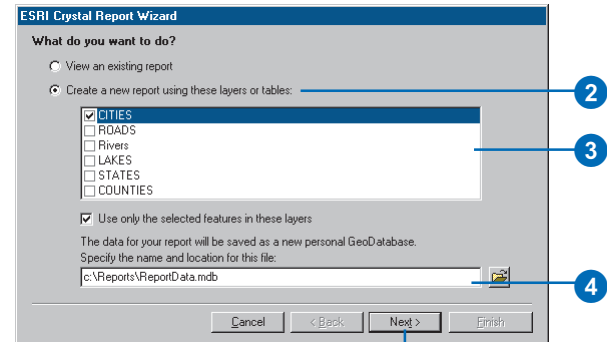 ESRI Crystal Report Wizard
What do you want to do?
View an existing report
Create a new report using these layers or tables:
2
CITIES
ROADS
Rivers
LAKES
STATES
COUNTIES
3
Use only the selected features in these layers
The data for your report will be saved as a new personal GeoDatabase.
Specify the name and location for this file:
c:\Reports\ReportData.mdb
4
Cancel
< Back
Next >
Finish